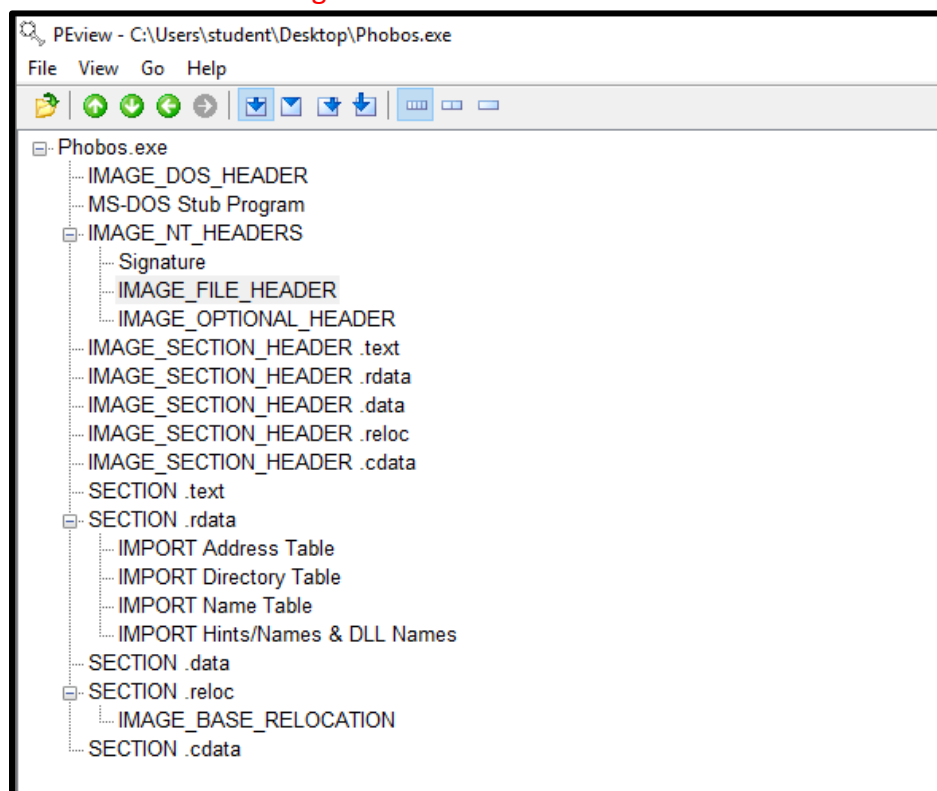 PEview - C:\Users\student\Desktop\Phobos.exe
File View Go Help
Phobos.exe
IMAGE_DOS_HEADER
MS-DOS Stub Program
IMAGE_NT_HEADERS
Signature
IMAGE_FILE_HEADER
IMAGE_OPTIONAL_HEADER
IMAGE_SECTION_HEADER .text
IMAGE_SECTION_HEADER .rdata
IMAGE_SECTION_HEADER .data
IMAGE_SECTION_HEADER .reloc
IMAGE_SECTION_HEADER .cdata
SECTION .text
SECTION .rdata
IMPORT Address Table
IMPORT Directory Table
IMPORT Name Table
IMPORT Hints/Names & DLL Names
SECTION .data
SECTION .reloc
IMAGE_BASE_RELOCATION
SECTION .cdata